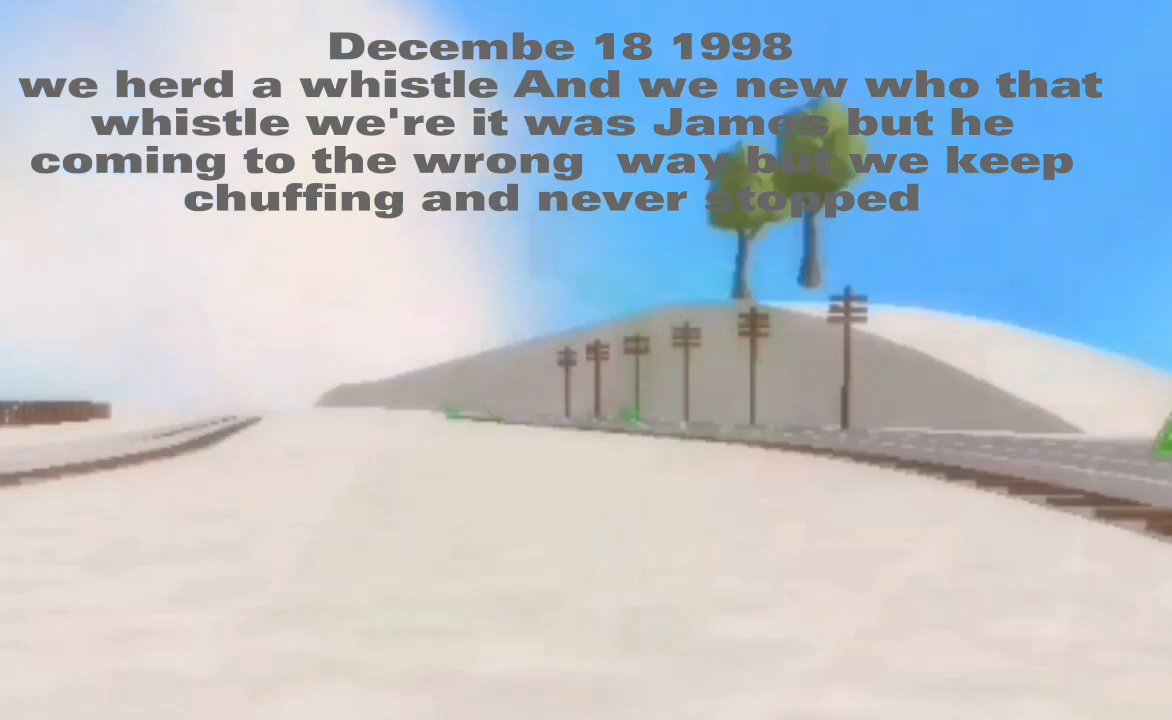 Decembe 18 1998
we herd a whistle And we new who that
whistle we're it was James but he
coming to the wrong way but we keep
chuffing and never stopped